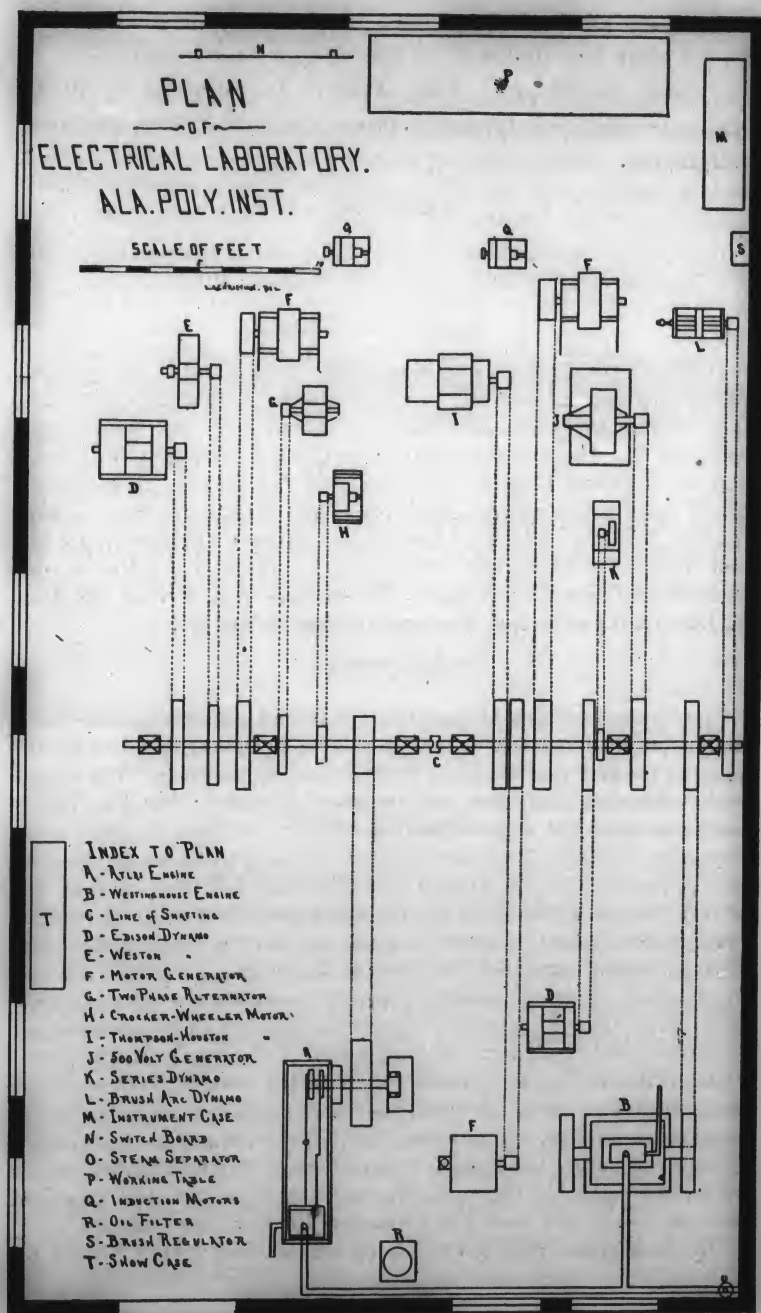 N
PLAN
OF
ELECTRICAL LABORATORY.
ALA. POLY. INST.
SCALE OF FEET
P
M
S
Q
Q
F
F
E
L
I
G
J
D
H
K
C
INDEX TO PLAN
A - ATLAS ENGINE
B - WESTINGHOUSE ENGINE
C - LINE OF SHAFTING
D - EDISON DYNAMO
E - WESTON "
F - MOTOR GENERATOR
G - TWO PHASE ALTERNATOR
H - CROCKER-WHEELER MOTOR
I - THOMPSON-HOUSTON "
J - 500 VOLT GENERATOR
K - SERIES DYNAMO
L - BRUSH ARC DYNAMO
M - INSTRUMENT CASE
N - SWITCH BOARD
O - STEAM SEPARATOR
P - WORKING TABLE
Q - INDUCTION MOTORS
R - OIL FILTER
S - BRUSH REGULATOR
T - SHOW CASE
T
D
A
B
F
R